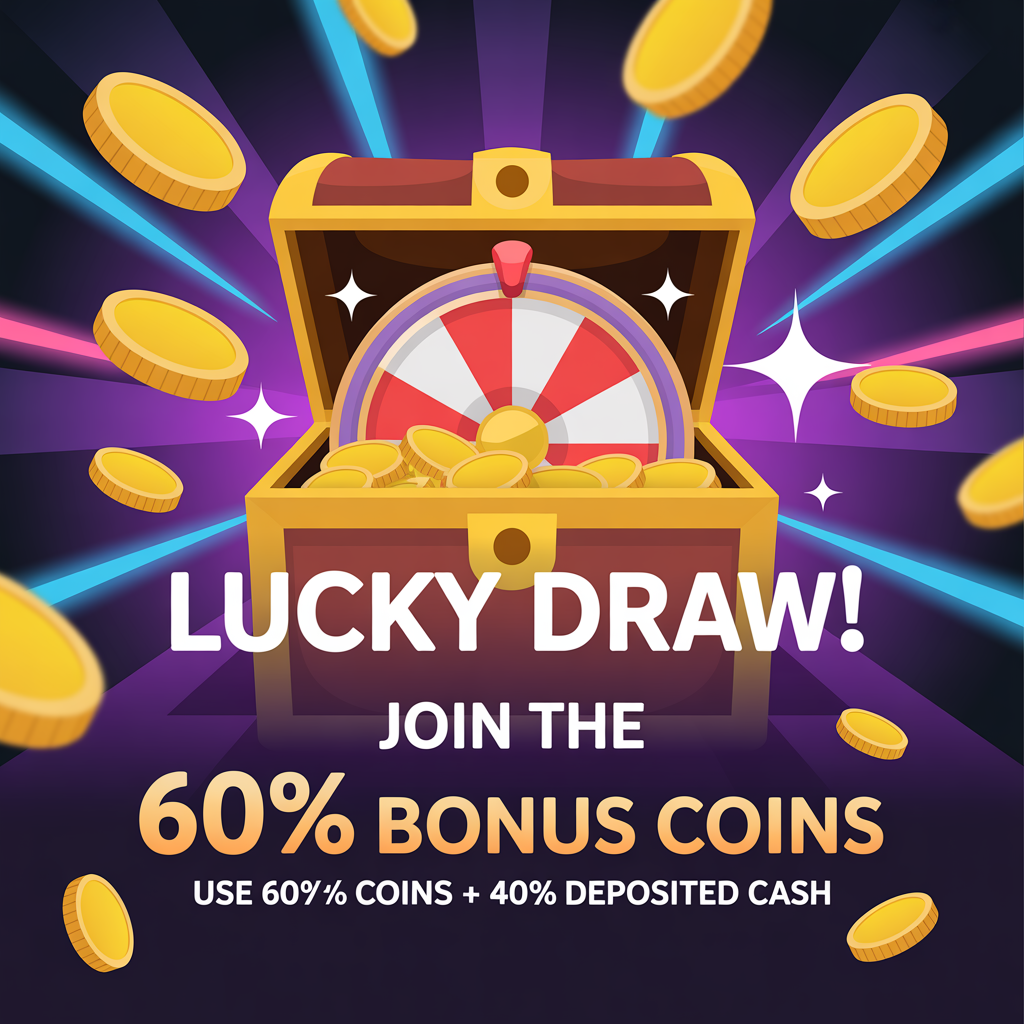 LUCKY DRAW!
JOIN THE
60% BONUS COINS
USE 60% COINS + 40% DEPOSITED CASH